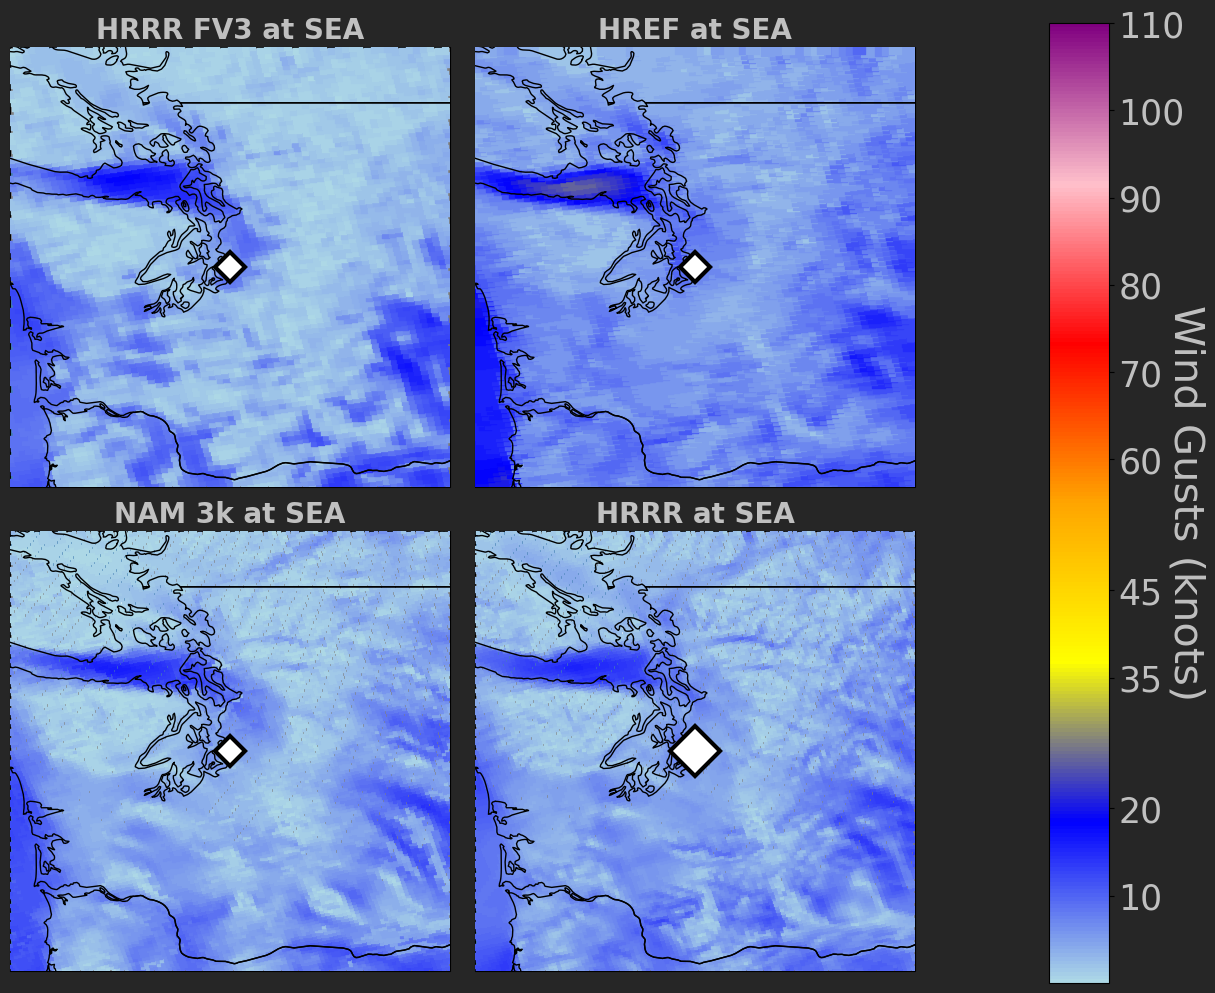 HRRR FV3 at SEA
HREF at SEA
NAM 3k at SEA
HRRR at SEA
110
100
90
80
70
60
45
35
20
10
Wind Gusts (knots)